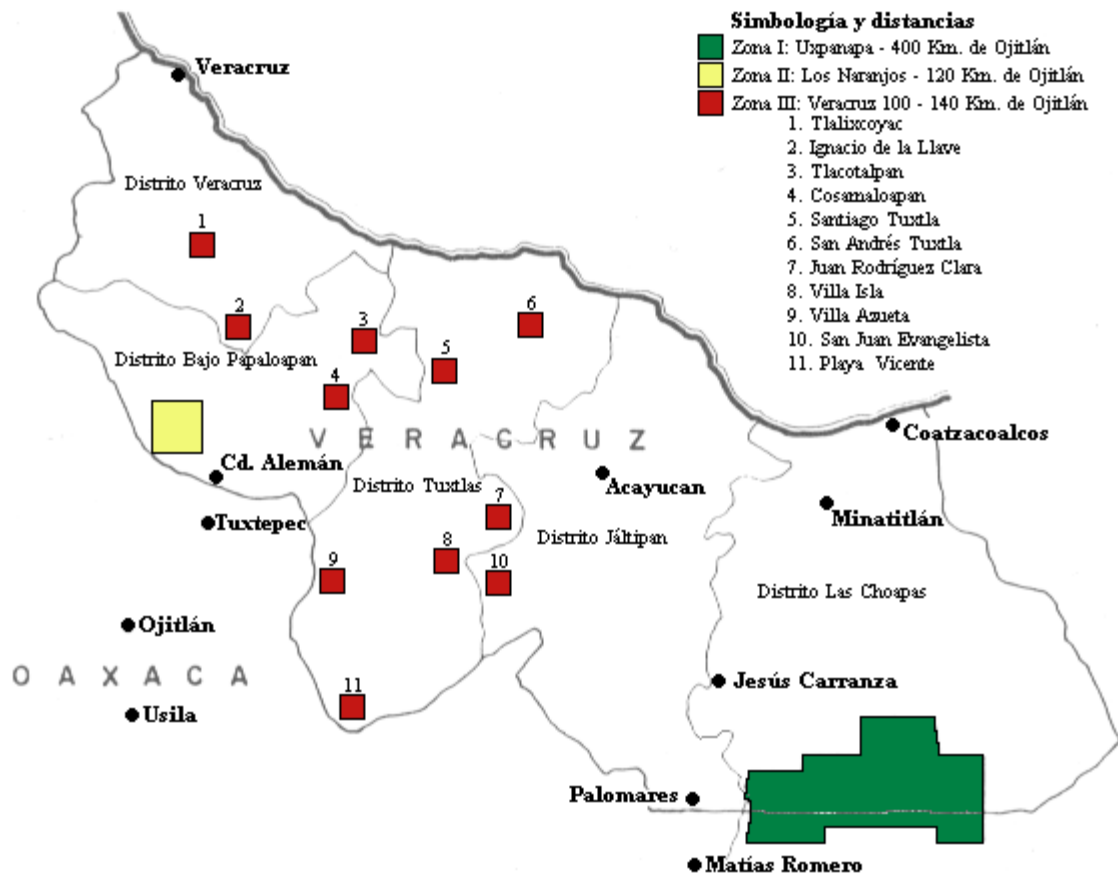 Simbología y distancias
Zona I: Uxpanapa - 400 Km. de Ojitlán
Zona II: Los Naranjos - 120 Km. de Ojitlán
Zona III: Veracruz 100 - 140 Km. de Ojitlán
1. Tlalixcoyac
2. Ignacio de la Llave
3. Tlacotalpan
4. Cosamaloapan
5. Santiago Tuxtla
6. San Andrés Tuxtla
7. Juan Rodríguez Clara
8. Villa Isla
9. Villa Azueta
10. San Juan Evangelista
11. Playa Vicente
Veracruz
Distrito Veracruz
1
2
3
6
5
Distrito Bajo Papaloapan
4
VERACRUZ
Coatzacoalcos
Cd. Alemán
Distrito Tuxtlas
Acayucan
7
Minatitlán
Tuxtepec
Distrito Jáltipan
8
10
9
Distrito Las Choapas
Ojitlán
OAXACA
11
Jesús Carranza
Usila
Palomares
Matías Romero